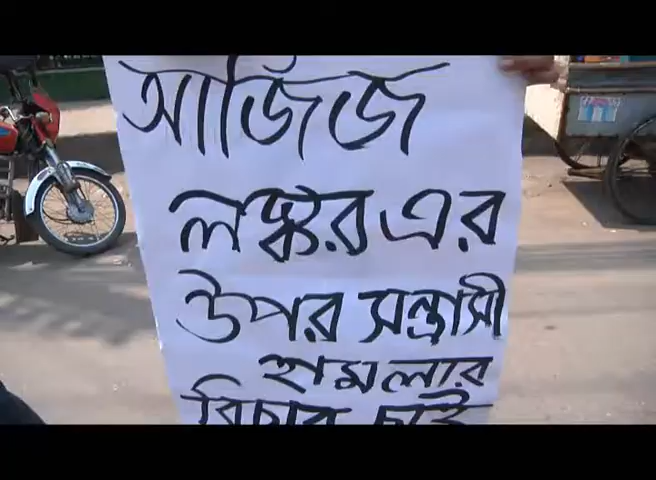 আজিজ
লস্কর এর
উপর সন্ত্রাসী
হামলার
বিচার চাই